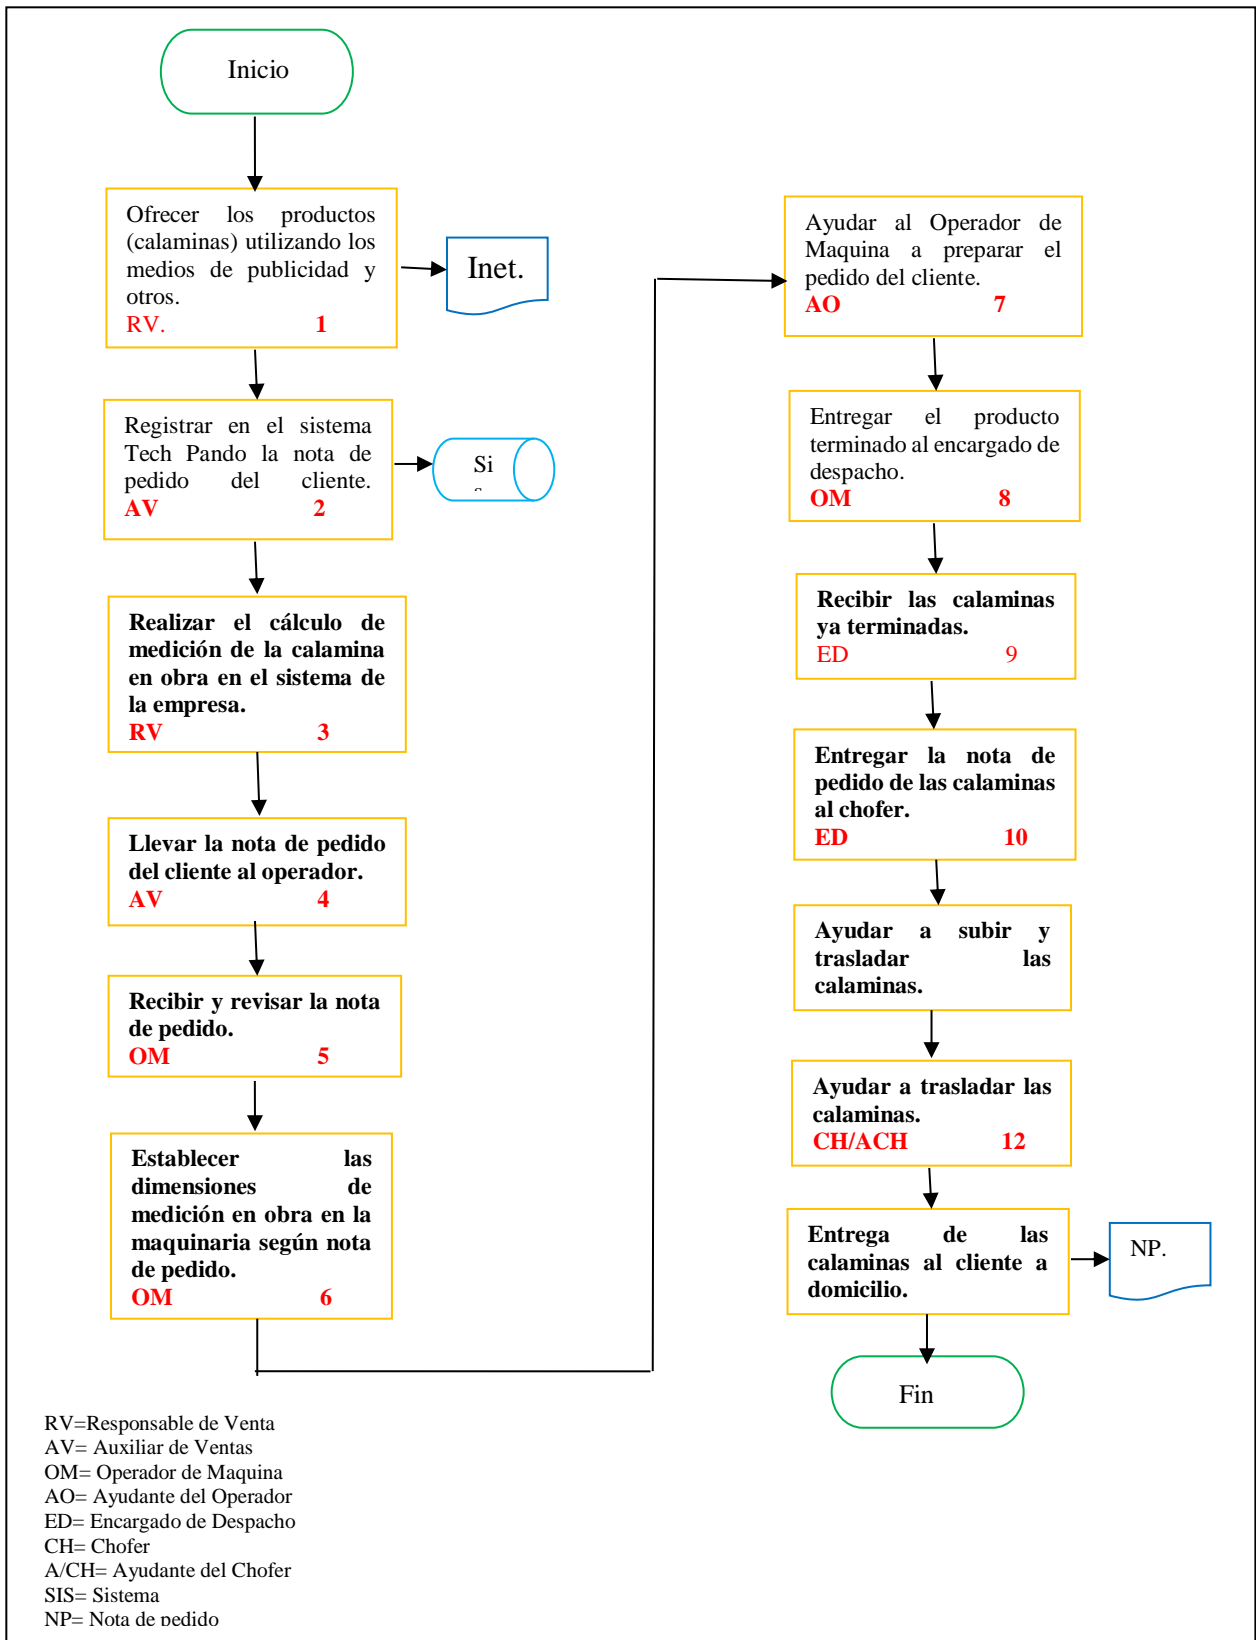 Inicio
Ofrecer los productos
(calaminas) utilizando los
medios de publicidad y
otros.
RV. 1
Inet.
Registrar en el sistema
Tech Pando la nota de
pedido del cliente.
AV 2
Si
Realizar el cálculo de
medición de la calamina
en obra en el sistema de
la empresa.
RV 3
Llevar la nota de pedido
del cliente al operador.
AV 4
Recibir y revisar la nota
de pedido.
OM 5
Establecer las
dimensiones de
medición en obra en la
maquinaria según nota
de pedido.
OM 6
Ayudar al Operador de
Maquina a preparar el
pedido del cliente.
AO 7
Entregar el producto
terminado al encargado de
despacho.
OM 8
Recibir las calaminas
ya terminadas.
ED 9
Entregar la nota de
pedido de las calaminas
al chofer.
ED 10
Ayudar a subir y
trasladar las
calaminas.
Ayudar a trasladar las
calaminas.
CH/ACH 12
Entrega de las
calaminas al cliente a
domicilio.
NP.
Fin
RV=Responsable de Venta
AV= Auxiliar de Ventas
OM= Operador de Maquina
AO= Ayudante del Operador
ED= Encargado de Despacho
CH= Chofer
A/CH= Ayudante del Chofer
SIS= Sistema
NP= Nota de pedido